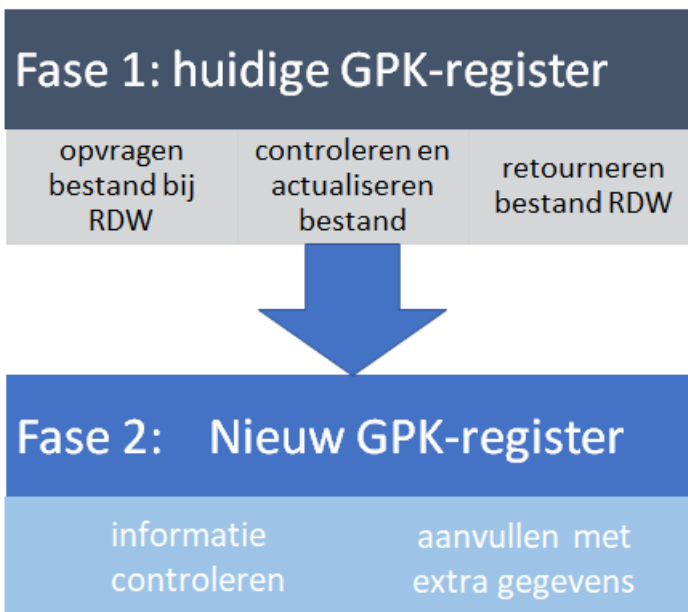 Fase 1: huidige GPK-register
opvragen
bestand bij
RDW
controleren en
actualiseren
bestand
retourneren
bestand RDW
Fase 2: Nieuw GPK-register
informatie
controleren
aanvullen met
extra gegevens